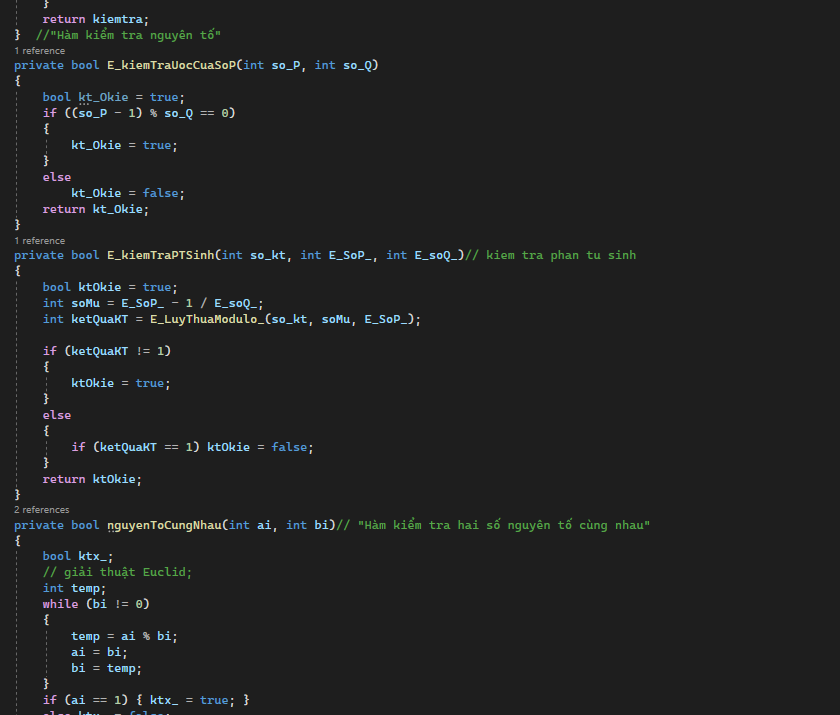 }
return kiemtra;
} //"Hàm kiểm tra nguyên tố"
1 reference
private bool E_kiemTraUocCuaSoP(int so_P, int so_Q)
{
bool kt_Okie = true;
if ((so_P - 1) % so_Q == 0)
{
kt_Okie = true;
}
else
kt_Okie = false;
return kt_Okie;
}
1 reference
private bool E_kiemTraPTSinh(int so_kt, int E_SoP_, int E_soQ_)// kiem tra phan tu sinh
{
bool ktOkie = true;
int soMu = E_SoP_ - 1 / E_soQ_;
int ketQuaKT = E_LuyThuaModulo_(so_kt, soMu, E_SoP_);
if (ketQuaKT != 1)
{
ktOkie = true;
}
else
{
if (ketQuaKT == 1) ktOkie = false;
}
return ktOkie;
}
2 references
private bool nguyenToCungNhau(int ai, int bi)// "Hàm kiểm tra hai số nguyên tố cùng nhau"
{
bool ktx_;
// giải thuật Euclid;
int temp;
while (bi != 0)
{
temp = ai % bi;
ai = bi;
bi = temp;
}
if (ai == 1) { ktx_ = true; }
else ktx_ = false;